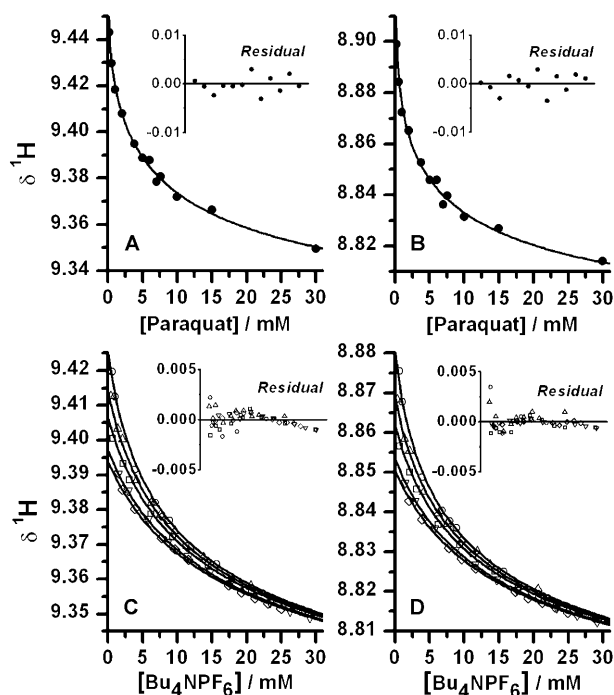 9.44
9.42
9.40
9.38
9.36
9.34
δ ¹H
0.01
0.00
-0.01
Residual
A
0 5 10 15 20 25 30
[Paraquat] / mM
8.90
8.88
8.86
8.84
8.82
0.01
0.00
-0.01
Residual
B
0 5 10 15 20 25 30
[Paraquat] / mM
9.42
9.41
9.40
9.39
9.38
9.37
9.36
9.35
δ ¹H
0.005
0.000
-0.005
Residual
C
0 5 10 15 20 25 30
[Bu₄NPF₆] / mM
8.88
8.87
8.86
8.85
8.84
8.83
8.82
8.81
0.005
0.000
-0.005
Residual
D
0 5 10 15 20 25 30
[Bu₄NPF₆] / mM